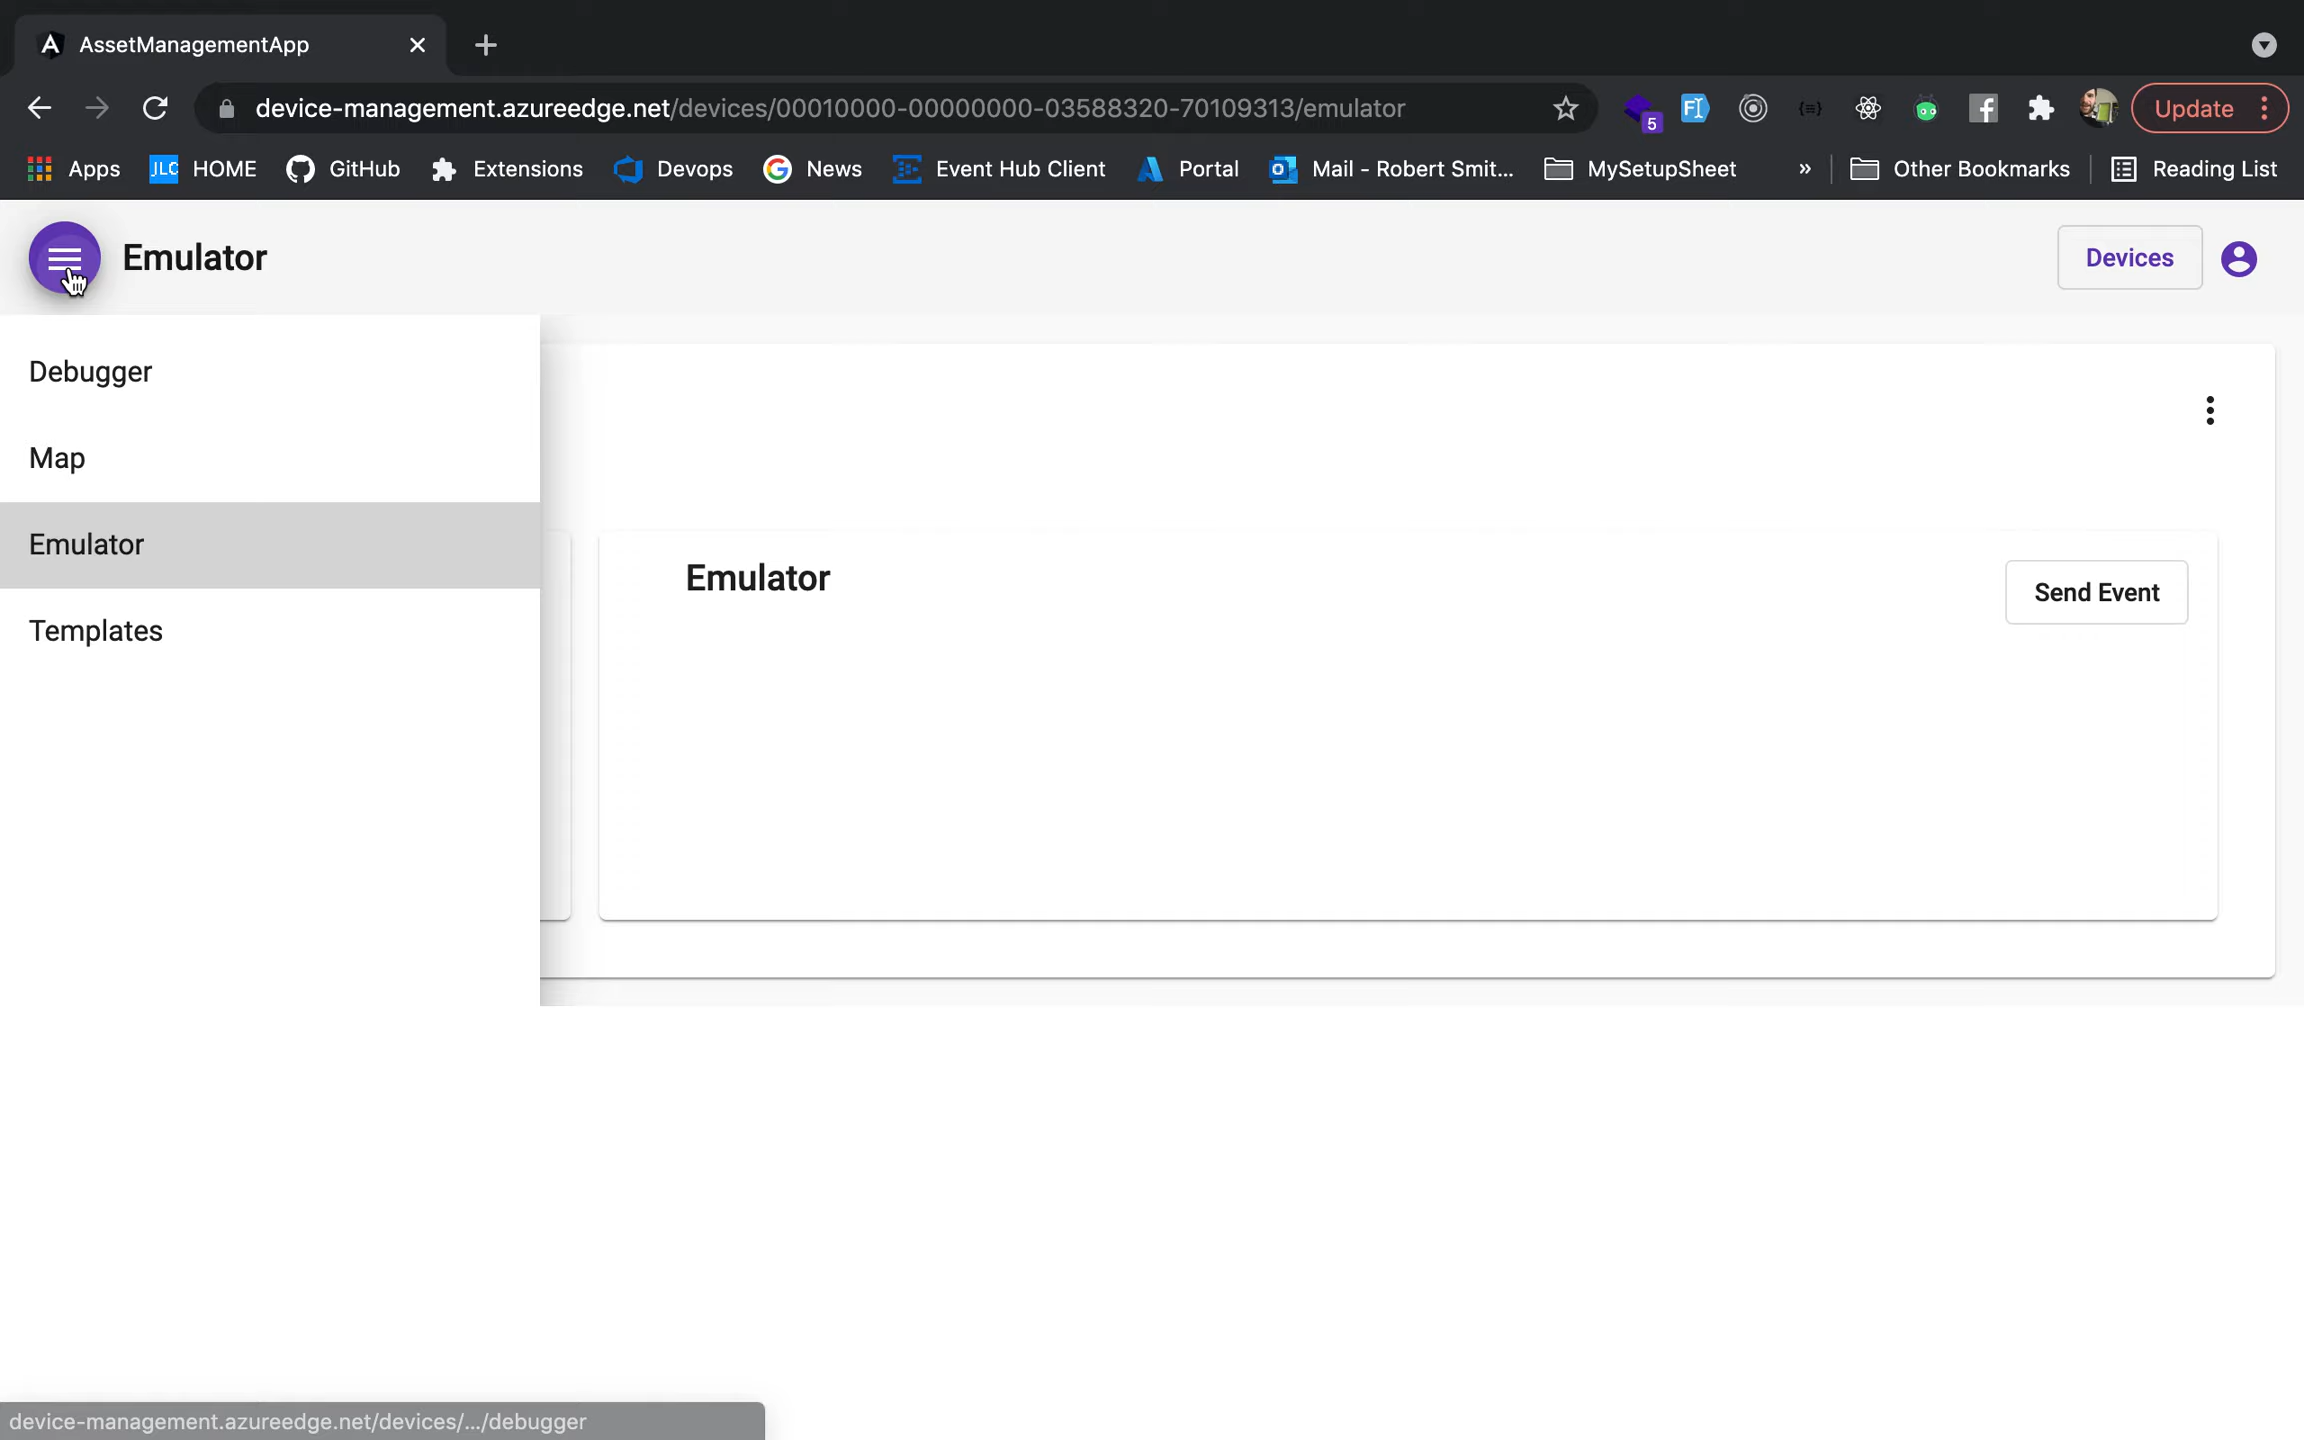 AssetManagementApp
device-management.azureedge.net/devices/00010000-00000000-03588320-70109313/emulator
5
Update
Apps
JLC HOME
GitHub
Extensions
Devops
News
Event Hub Client
Portal
Mail - Robert Smit...
MySetupSheet
»
Other Bookmarks
Reading List
Emulator
Devices
Debugger
Map
Emulator
Templates
Emulator
Send Event
device-management.azureedge.net/devices/.../debugger